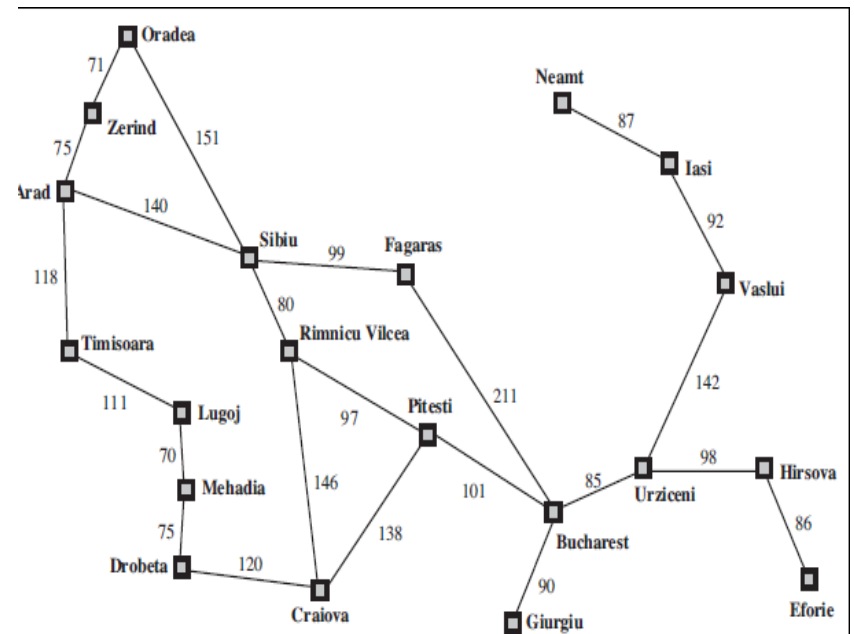 Oradea
71
Neamt
87
Zerind
151
75
Iasi
Arad
140
92
Sibiu
99
Fagaras
118
80
Vaslui
Timisoara
Rimnicu Vilcea
142
111
Lugoj
97
Pitesti
211
70
146
98
Hirsova
Mehadia
101
85
Urziceni
75
138
86
Bucharest
Drobeta
120
90
Craiova
Giurgiu
Eforie